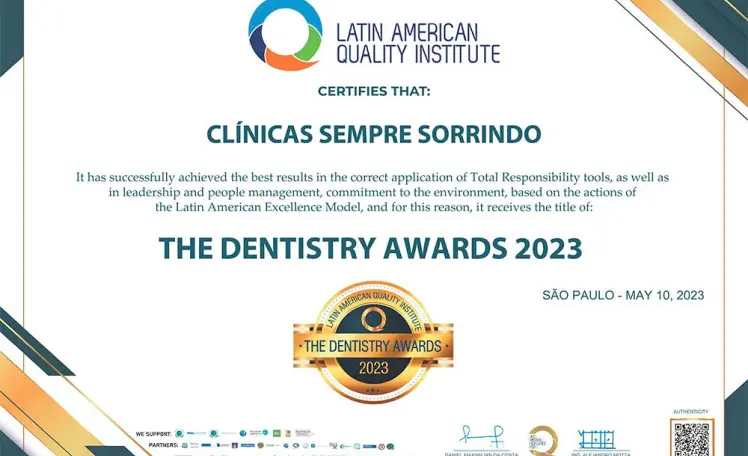 LATIN AMERICAN
QUALITY INSTITUTE
CERTIFIES THAT:
CLÍNICAS SEMPRE SORRINDO
It has successfully achieved the best results in the correct application of Total Responsibility tools, as well as
in leadership and people management, commitment to the environment, based on the actions of
the Latin American Excellence Model, and for this reason, it receives the title of:
THE DENTISTRY AWARDS 2023
SÃO PAULO - MAY 10, 2023
LATIN AMERICAN QUALITY INSTITUTE
THE DENTISTRY AWARDS
2023
AUTHENTICITY
WE SUPPORT:
PARTNERS:
DANIEL MAXIMILIAN DA COSTA
ING. ALEJANDRO MOTTA